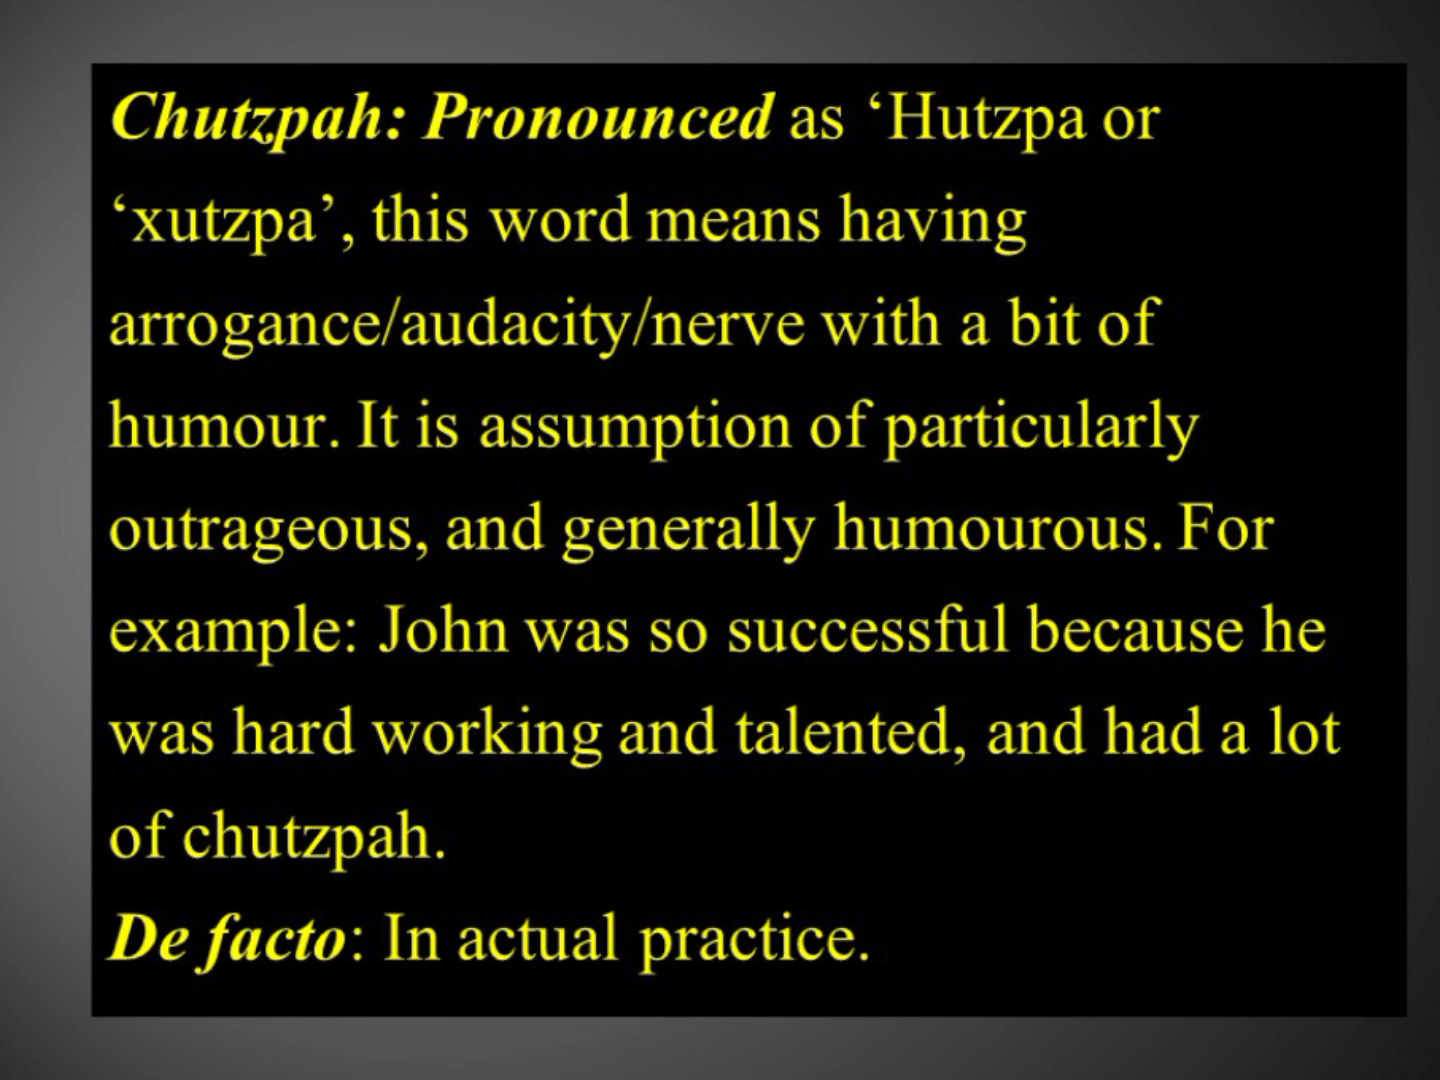 Chutzpah: Pronounced as ‘Hutzpa or
‘xutzpa’, this word means having
arrogance/audacity/nerve with a bit of
humour. It is assumption of particularly
outrageous, and generally humourous. For
example: John was so successful because he
was hard working and talented, and had a lot
of chutzpah.
De facto: In actual practice.